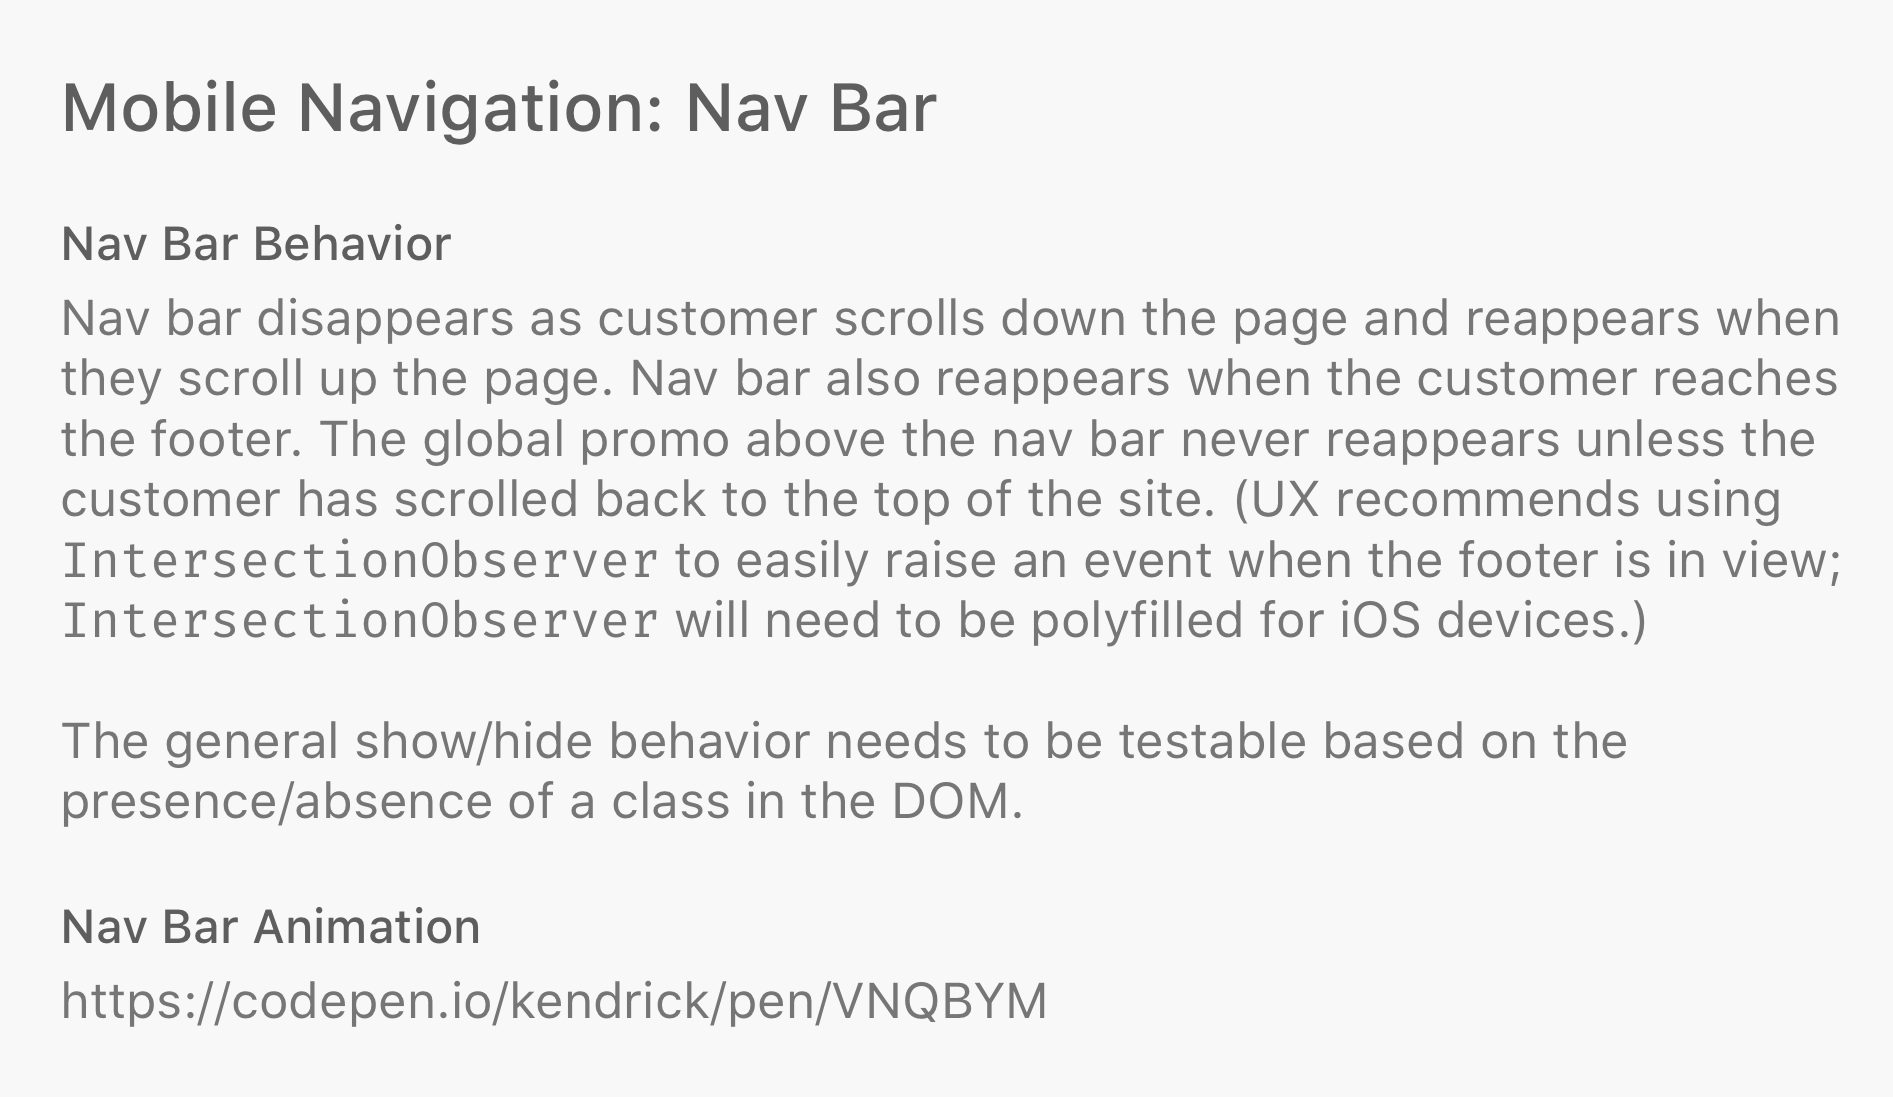 Mobile Navigation: Nav Bar
Nav Bar Behavior
Nav bar disappears as customer scrolls down the page and reappears when
they scroll up the page. Nav bar also reappears when the customer reaches
the footer. The global promo above the nav bar never reappears unless the
customer has scrolled back to the top of the site. (UX recommends using
IntersectionObserver to easily raise an event when the footer is in view;
IntersectionObserver will need to be polyfilled for iOS devices.)
The general show/hide behavior needs to be testable based on the
presence/absence of a class in the DOM.
Nav Bar Animation
https://codepen.io/kendrick/pen/VNQBYM